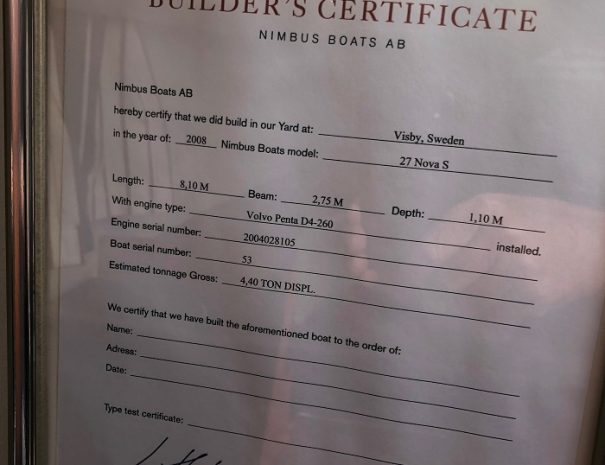 BUILDER'S CERTIFICATE
NIMBUS BOATS AB
Nimbus Boats AB
hereby certify that we did build in our Yard at: Visby, Sweden
in the year of: 2008 Nimbus Boats model: 27 Nova S
Length: 8,10 M Beam: 2,75 M Depth: 1,10 M
With engine type: Volvo Penta D4-260 installed.
Engine serial number: 2004028105
Boat serial number: 53
Estimated tonnage Gross: 4,40 TON DISPL.
We certify that we have built the aforementioned boat to the order of:
Name:
Adress:
Date:
Type test certificate: